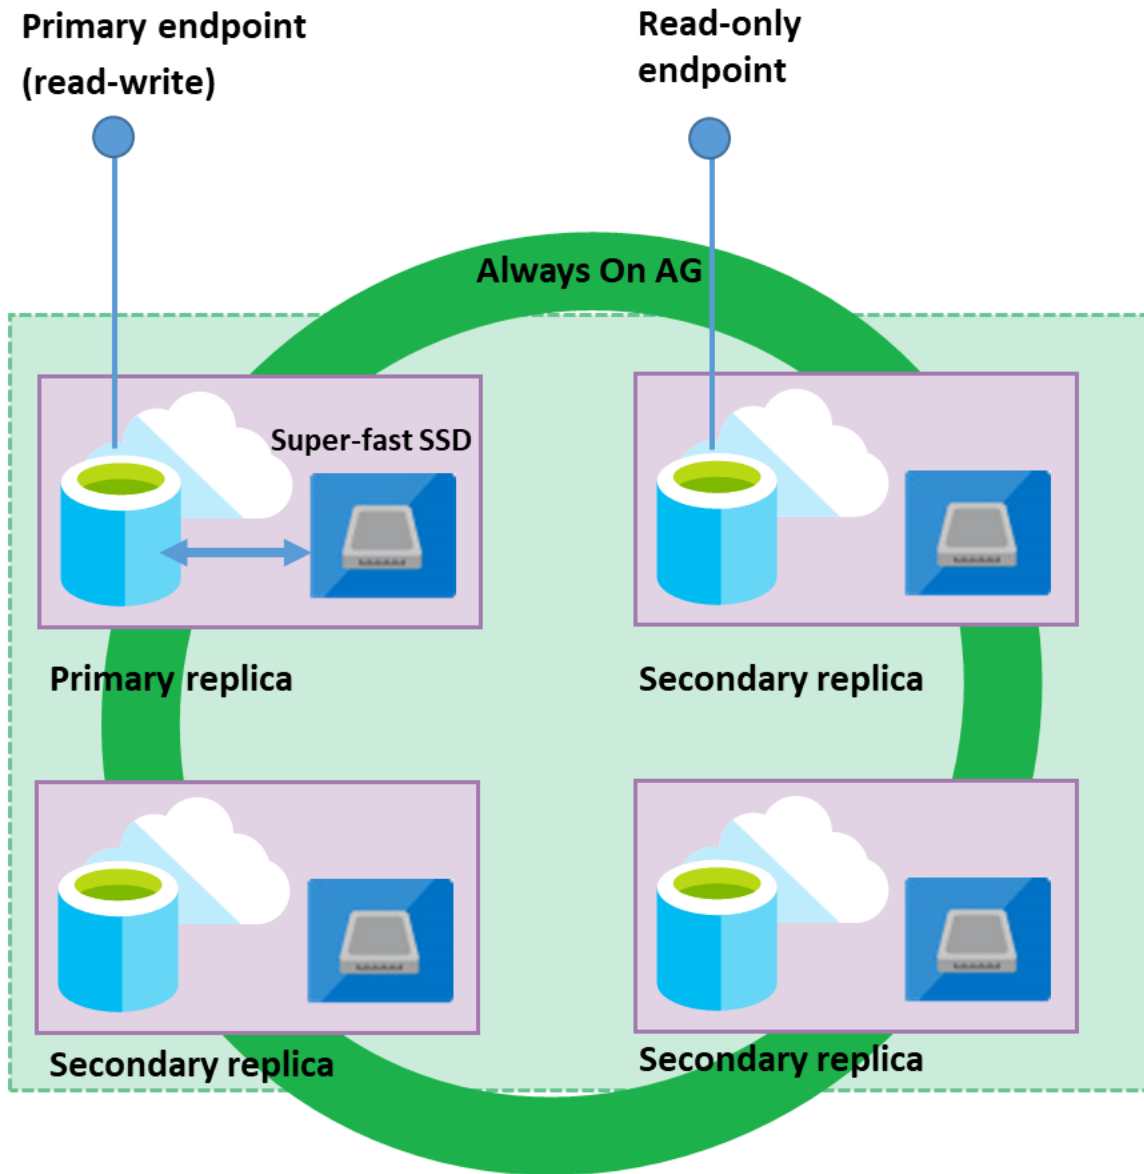 Primary endpoint
(read-write)
Read-only
endpoint
Always On AG
Super-fast SSD
Primary replica
Secondary replica
Secondary replica
Secondary replica